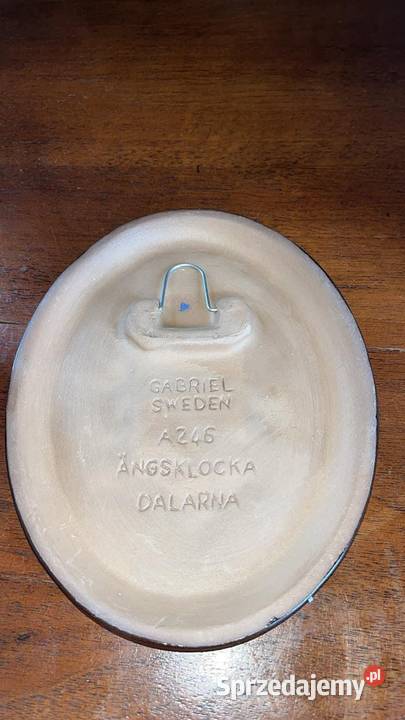 GABRIEL
SWEDEN
A246
ÄNGSKLOCKA
DALARNA
Sprzedajemy.pl